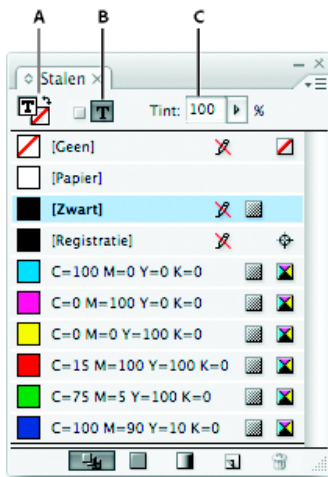 A B C
Stalen
T T Tint: 100 %
[Geen]
[Papier]
[Zwart]
[Registratie]
C=100 M=0 Y=0 K=0
C=0 M=100 Y=0 K=0
C=0 M=0 Y=100 K=0
C=15 M=100 Y=100 K=0
C=75 M=5 Y=100 K=0
C=100 M=90 Y=10 K=0